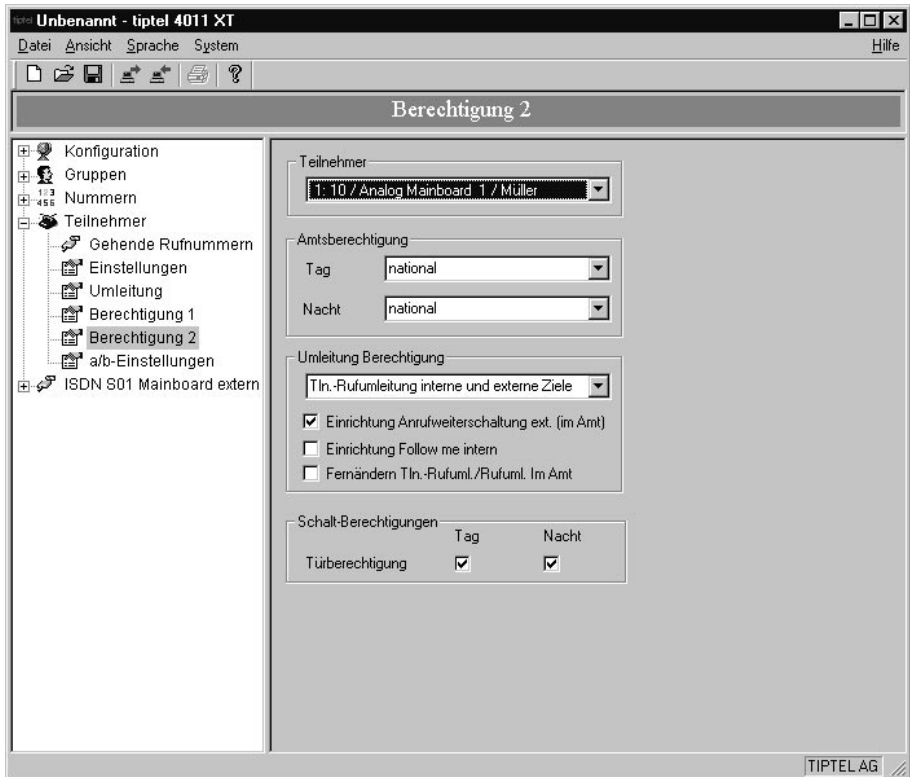 tiptel Unbenannt - tiptel 4011 XT
Datei Ansicht Sprache System Hilfe
Berechtigung 2
Konfiguration
Gruppen
123
456
Nummern
Teilnehmer
Gehende Rufnummern
Einstellungen
Umleitung
Berechtigung 1
Berechtigung 2
a/b-Einstellungen
ISDN S01 Mainboard extern
Teilnehmer
1: 10 / Analog Mainboard 1 / Müller
Amtsberechtigung
Tag national
Nacht national
Umleitung Berechtigung
Tln.-Rufumleitung interne und externe Ziele
Einrichtung Anrufweiterschaltung ext. (im Amt)
Einrichtung Follow me intern
Fernändern Tln.-Rufuml./Rufuml. Im Amt
Schalt-Berechtigungen
Tag Nacht
Türberechtigung
TIPTEL AG